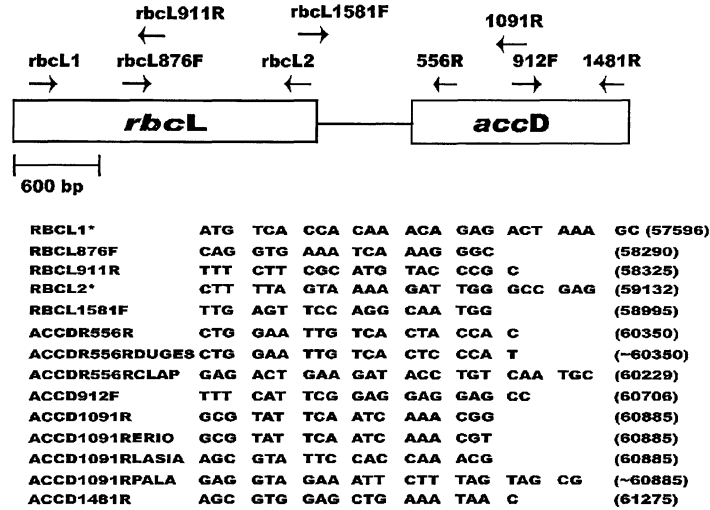 rbcL911R rbcL1581F 1091R
rbcL1 rbcL876F rbcL2 556R 912F 1481R
rbcL accD
600 bp
RBCL1* ATG TCA CCA CAA ACA GAG ACT AAA GC (57596)
RBCL876F CAG GTG AAA TCA AAG GGC (58290)
RBCL911R TTT CTT CGC ATG TAC CCG C (58325)
RBCL2* CTT TTA GTA AAA GAT TGG GCC GAG (59132)
RBCL1581F TTG AGT TCC AGG CAA TGG (58995)
ACCDR556R CTG GAA TTG TCA CTA CCA C (60350)
ACCDR556RDUGES CTG GAA TTG TCA CTC CCA T (~60350)
ACCDR556RCLAP GAG ACT GAA GAT ACC TGT CAA TGC (60229)
ACCD912F TTT CAT TCG GAG GAG GAG CC (60706)
ACCD1091R GCG TAT TCA ATC AAA CGG (60885)
ACCD1091RERIO GCG TAT TCA ATC AAA CGT (60885)
ACCD1091RLASIA AGC GTA TTC CAC CAA ACG (60885)
ACCD1091RPALA GAG GTA GAA ATT CTT TAG TAG CG (~60885)
ACCD1481R AGC GTG GAG CTG AAA TAA C (61275)